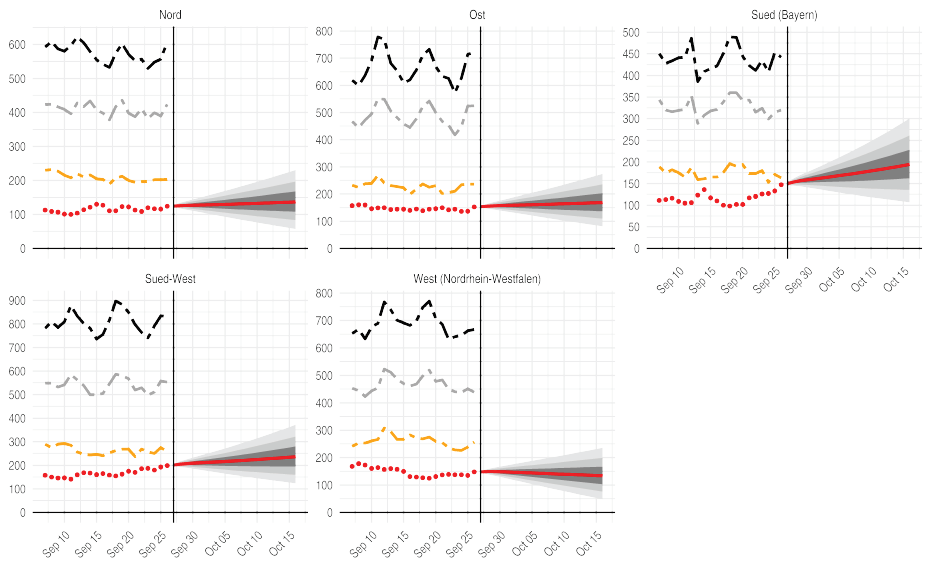 Nord
600
500
400
300
200
100
0
Ost
800
700
600
500
400
300
200
100
0
Sued (Bayern)
500
450
400
350
300
250
200
150
100
50
0
Sep 10
Sep 15
Sep 20
Sep 25
Sep 30
Oct 05
Oct 10
Oct 15
Sued-West
900
800
700
600
500
400
300
200
100
0
Sep 10
Sep 15
Sep 20
Sep 25
Sep 30
Oct 05
Oct 10
Oct 15
West (Nordrhein-Westfalen)
800
700
600
500
400
300
200
100
0
Sep 10
Sep 15
Sep 20
Sep 25
Sep 30
Oct 05
Oct 10
Oct 15